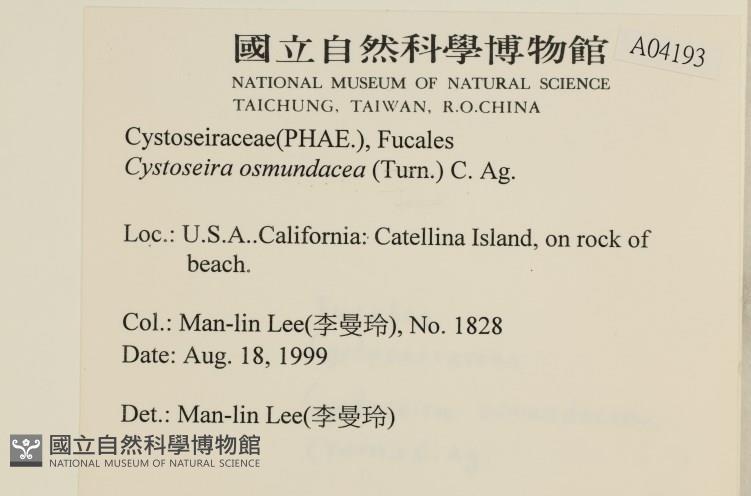 國立自然科學博物館
A04193
NATIONAL MUSEUM OF NATURAL SCIENCE
TAICHUNG, TAIWAN, R.O.CHINA
Cystoseiraceae(PHAE.), Fucales
Cystoseira osmundacea (Turn.) C. Ag.
Loc.: U.S.A..California: Catellina Island, on rock of
beach.
Col.: Man-lin Lee(李曼玲), No. 1828
Date: Aug. 18, 1999
Det.: Man-lin Lee(李曼玲)
國立自然科學博物館
NATIONAL MUSEUM OF NATURAL SCIENCE